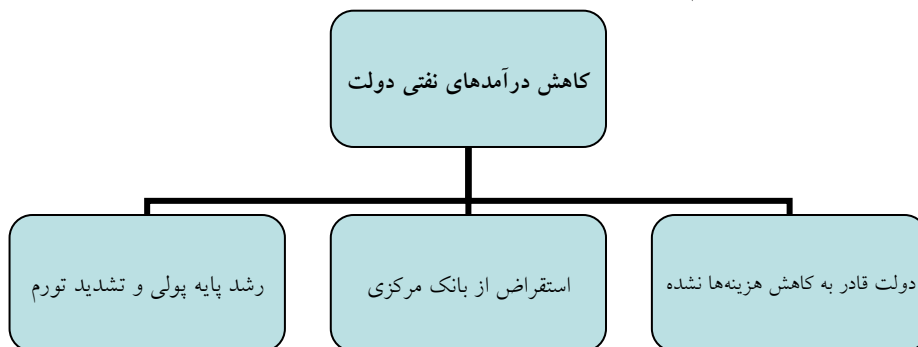 کاهش درآمدهای نفتی دولت
دولت قادر به کاهش هزینه‌ها نشده
استقراض از بانک مرکزی
رشد پایه پولی و تشدید تورم